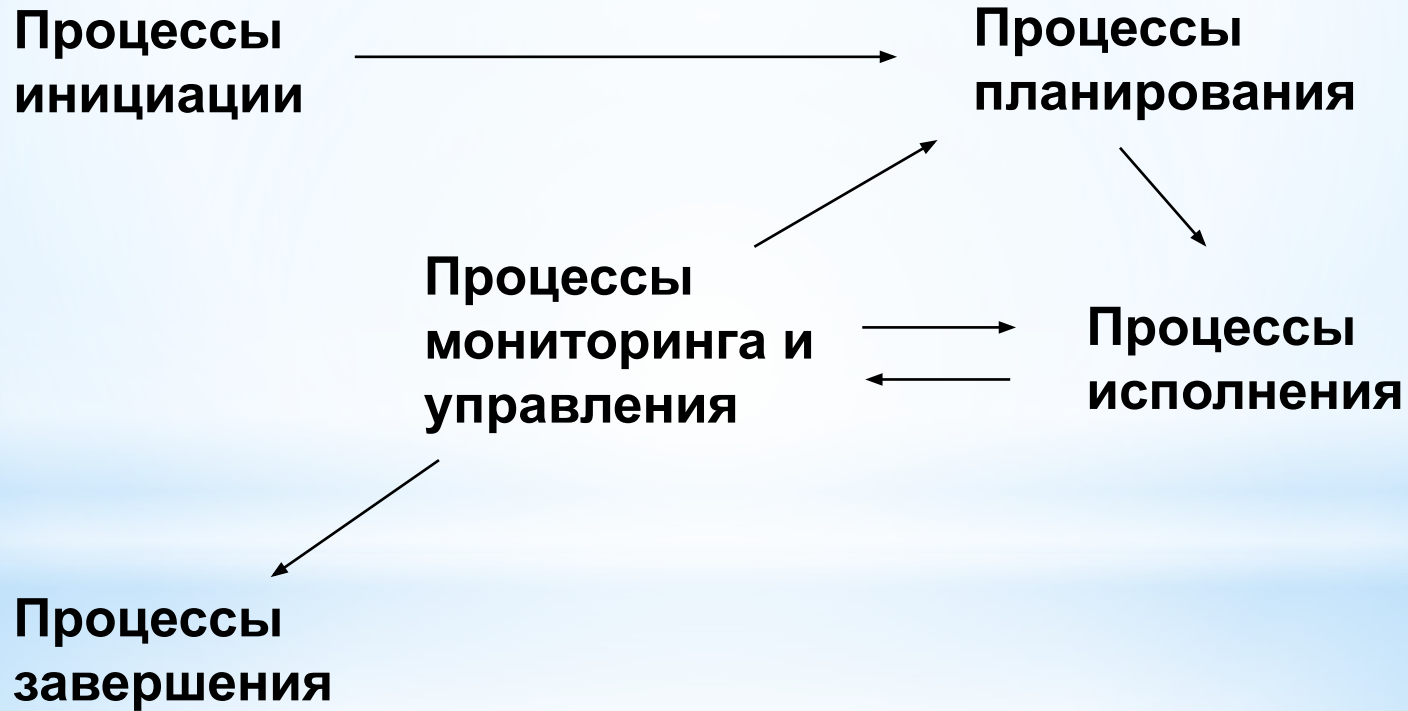 Процессы
инициации
Процессы
планирования
Процессы
мониторинга и
управления
Процессы
исполнения
Процессы
завершения